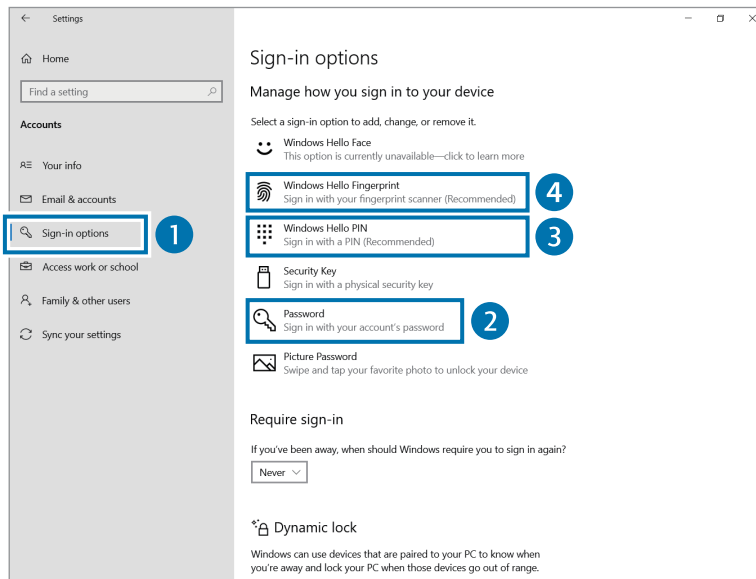 Settings
Home
Find a setting
Accounts
Your info
Email & accounts
Sign-in options
1
Access work or school
Family & other users
Sync your settings
Sign-in options
Manage how you sign in to your device
Select a sign-in option to add, change, or remove it.
Windows Hello Face
This option is currently unavailable—click to learn more
Windows Hello Fingerprint
Sign in with your fingerprint scanner (Recommended)
4
Windows Hello PIN
Sign in with a PIN (Recommended)
3
Security Key
Sign in with a physical security key
Password
Sign in with your account's password
2
Picture Password
Swipe and tap your favorite photo to unlock your device
Require sign-in
If you've been away, when should Windows require you to sign in again?
Never
Dynamic lock
Windows can use devices that are paired to your PC to know when
you're away and lock your PC when those devices go out of range.